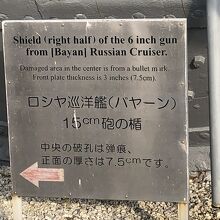 Shield (right half) of the 6 inch gun
from [Bayan] Russian Cruiser.
Damaged area in the center is from a bullet mark
Front plate thickness is 3 inches (7.5cm).
ロシヤ巡洋艦(バヤーン)
15cm砲の楯
中央の破孔は弾痕、
正面の厚さは7.5cmです。